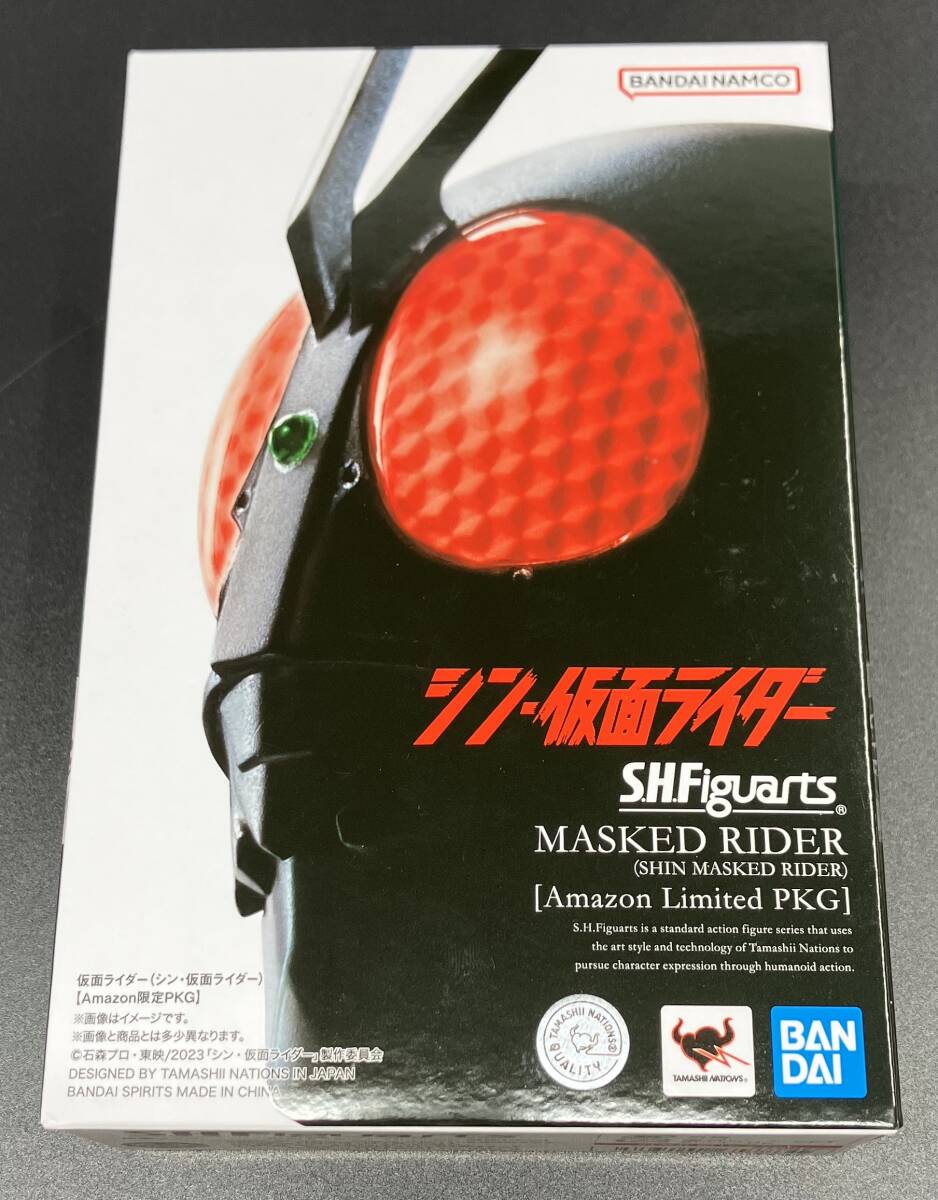 BANDAI NAMCO
シン・仮面ライダー
S.H.Figuarts®
MASKED RIDER
(SHIN MASKED RIDER)
[Amazon Limited PKG]
S.H.Figuarts is a standard action figure series that uses
the art style and technology of Tamashii Nations to
pursue character expression through humanoid action.
仮面ライダー(シン・仮面ライダー)
【Amazon限定PKG】
※画像はイメージです。
※画像と商品とは多少異なります。
©石森プロ・東映/2023「シン・仮面ライダー」製作委員会
DESIGNED BY TAMASHII NATIONS IN JAPAN
BANDAI SPIRITS MADE IN CHINA
TAMASHII NATIONS®
QUALITY
TAMASHII NATIONS®
BAN
DAI